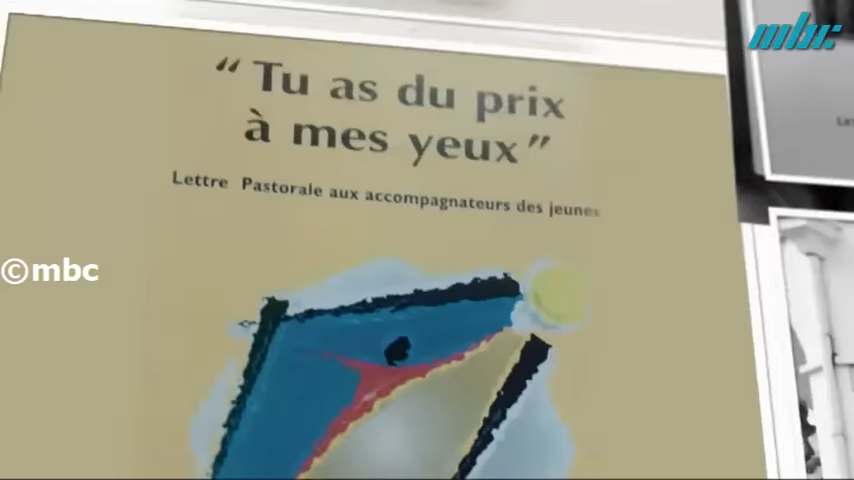 mbc
“Tu as du prix
à mes yeux”
Lettre Pastorale aux accompagnateurs des jeunes
©mbc